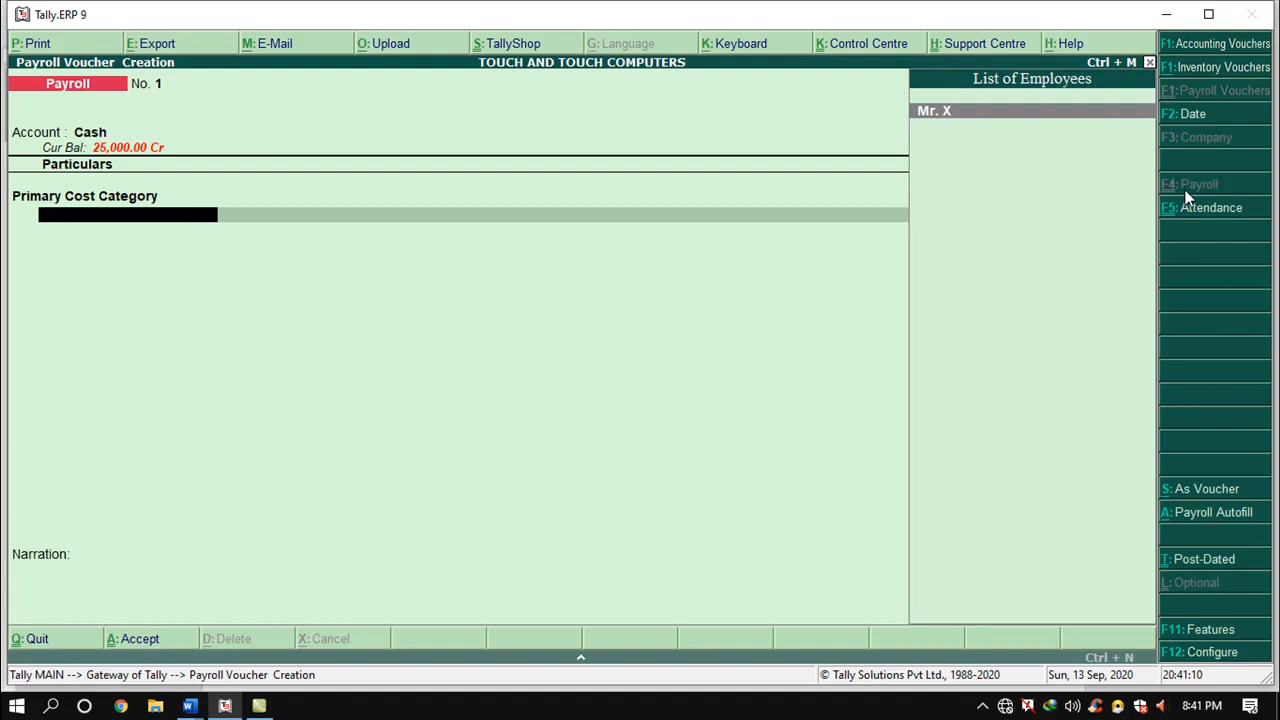 Tally.ERP 9
P: Print
E: Export
M: E-Mail
O: Upload
S: TallyShop
G: Language
K: Keyboard
K: Control Centre
H: Support Centre
H: Help
F1: Accounting Vouchers
Payroll Voucher Creation
TOUCH AND TOUCH COMPUTERS
Ctrl + M
F1: Inventory Vouchers
Payroll No. 1
List of Employees
F1: Payroll Vouchers
Mr. X
F2: Date
Account : Cash
F3: Company
Cur Bal: 25,000.00 Cr
Particulars
F4: Payroll
Primary Cost Category
F5: Attendance
S: As Voucher
A: Payroll Autofill
Narration:
T: Post-Dated
L: Optional
F11: Features
Q: Quit
A: Accept
D: Delete
X: Cancel
F12: Configure
Ctrl + N
Tally MAIN --> Gateway of Tally --> Payroll Voucher Creation
© Tally Solutions Pvt Ltd., 1988-2020
Sun, 13 Sep, 2020
20:41:10
8:41 PM